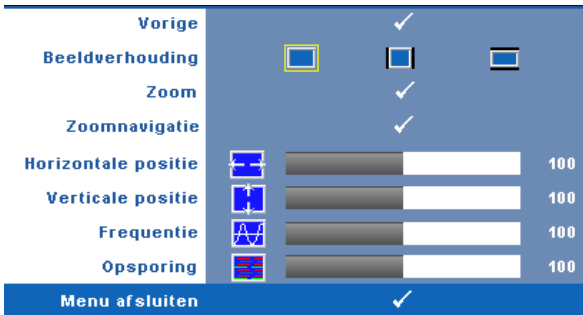 Vorige
Beeldverhouding
Zoom
Zoomnavigatie
Horizontale positie 100
Verticale positie 100
Frequentie 100
Opsporing 100
Menu afsluiten